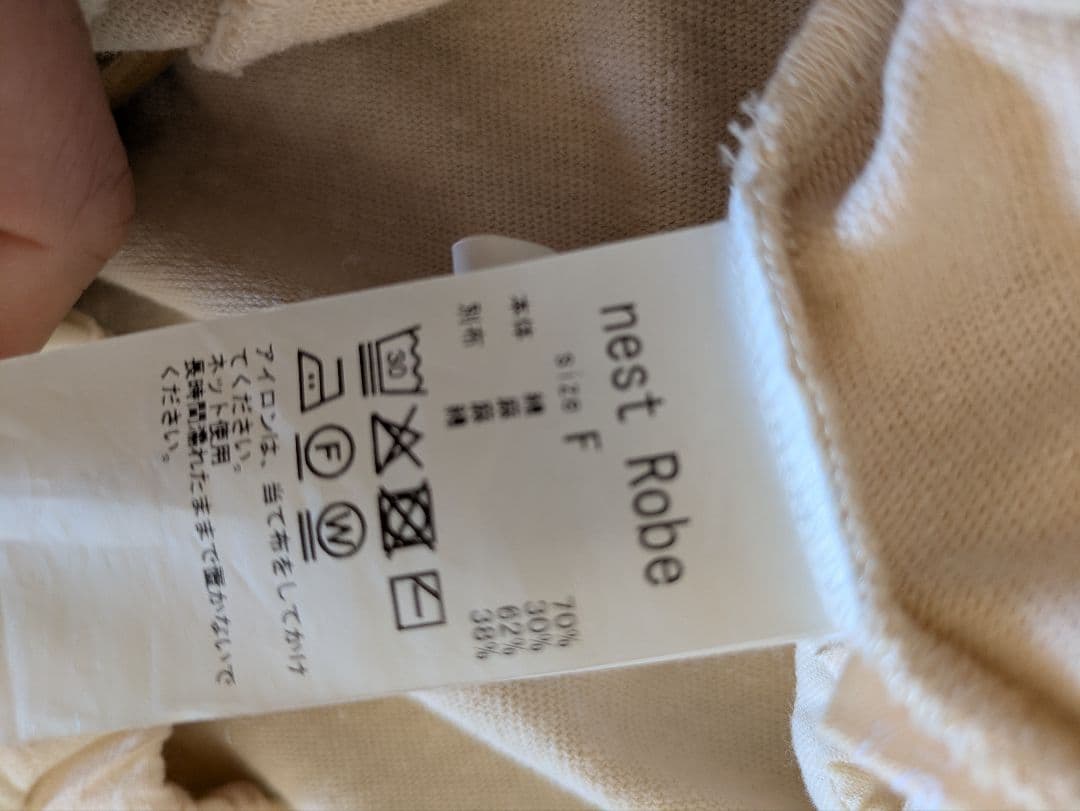 nest Robe
size F
本体 綿 70%
30%
別布 62%
綿 38%
30
F W
アイロンは、当て布をしてかけ
てください。
ネット使用
長時間濡れたままで置かないで
ください。